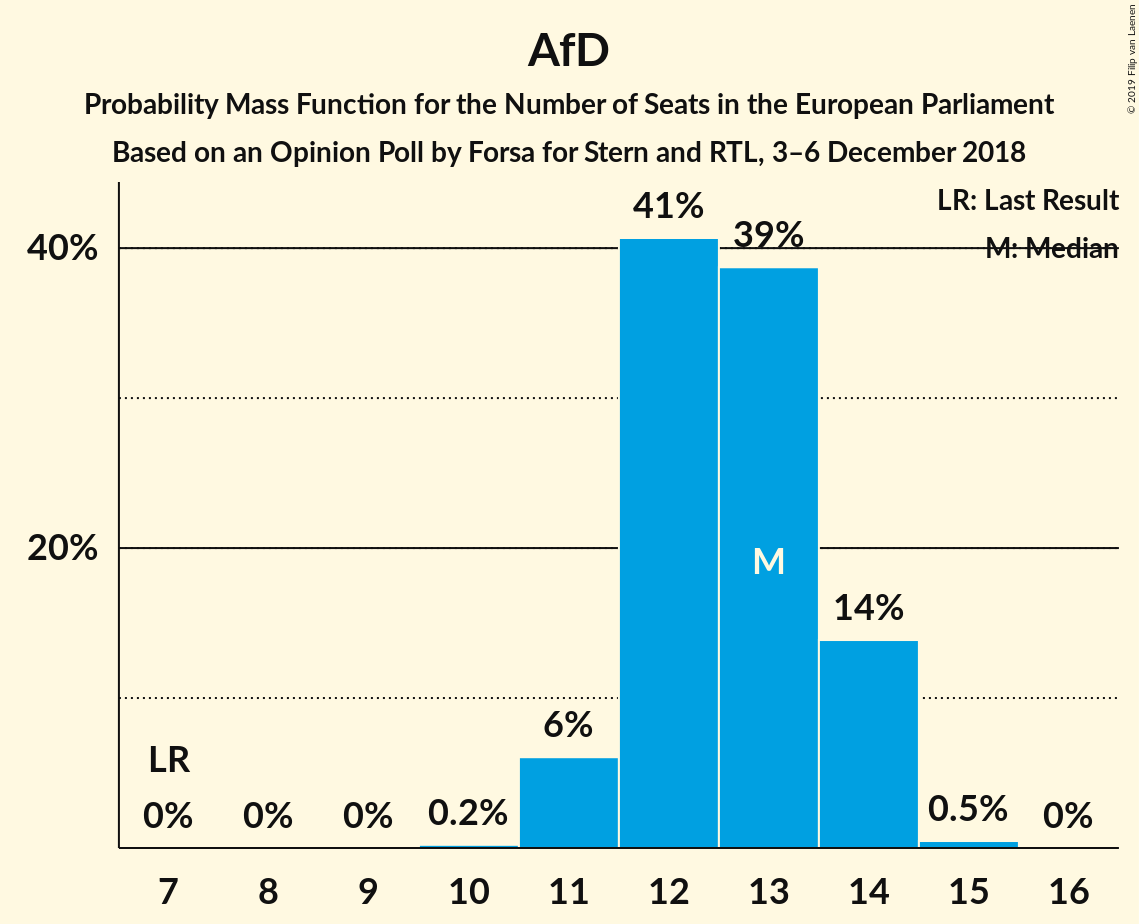 AfD
Probability Mass Function for the Number of Seats in the European Parliament
Based on an Opinion Poll by Forsa for Stern and RTL, 3–6 December 2018
© 2019 Filip van Laenen
LR: Last Result
M: Median
40%
20%
41%
39%
M
14%
6%
LR
0%
0%
0%
0.2%
0.5%
0%
7
8
9
10
11
12
13
14
15
16